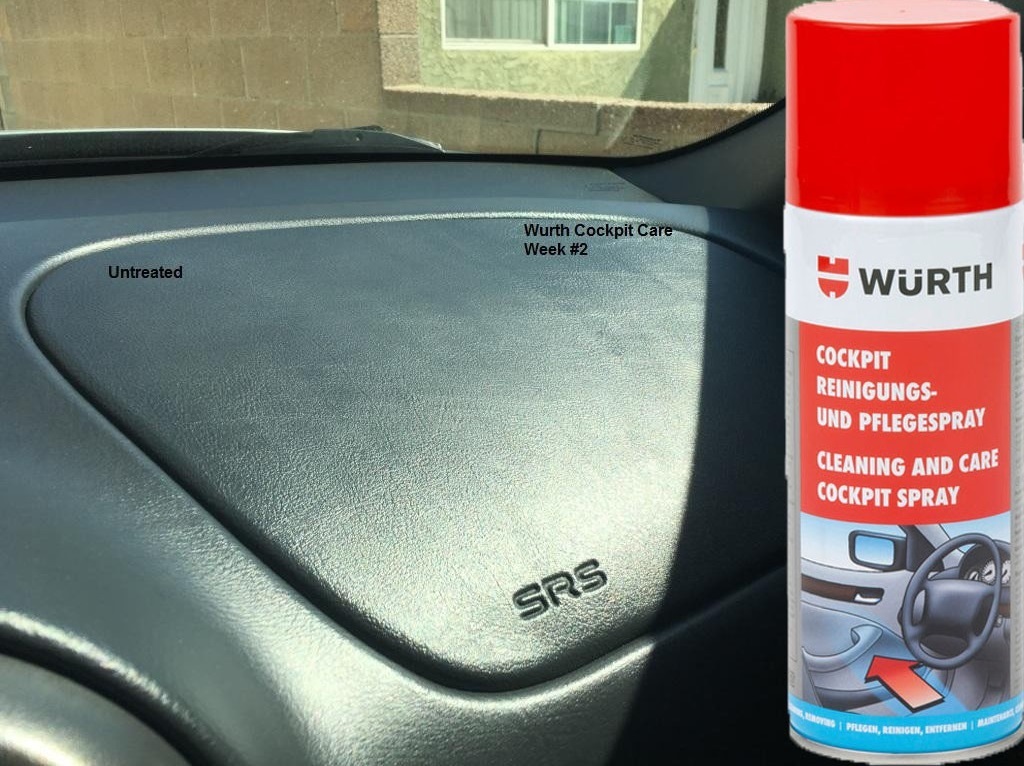 Untreated
Wurth Cockpit Care
Week #2
SRS
WÜRTH
COCKPIT
REINIGUNGS-
UND PFLEGESPRAY
CLEANING AND CARE
COCKPIT SPRAY
REMOVING | PFLEGEN, REINIGEN, ENTFERNEN |